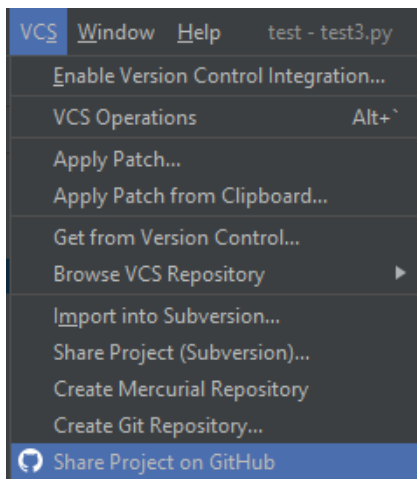 VCS Window Help test - test3.py
Enable Version Control Integration...
VCS Operations Alt+`
Apply Patch...
Apply Patch from Clipboard...
Get from Version Control...
Browse VCS Repository
Import into Subversion...
Share Project (Subversion)...
Create Mercurial Repository
Create Git Repository...
Share Project on GitHub